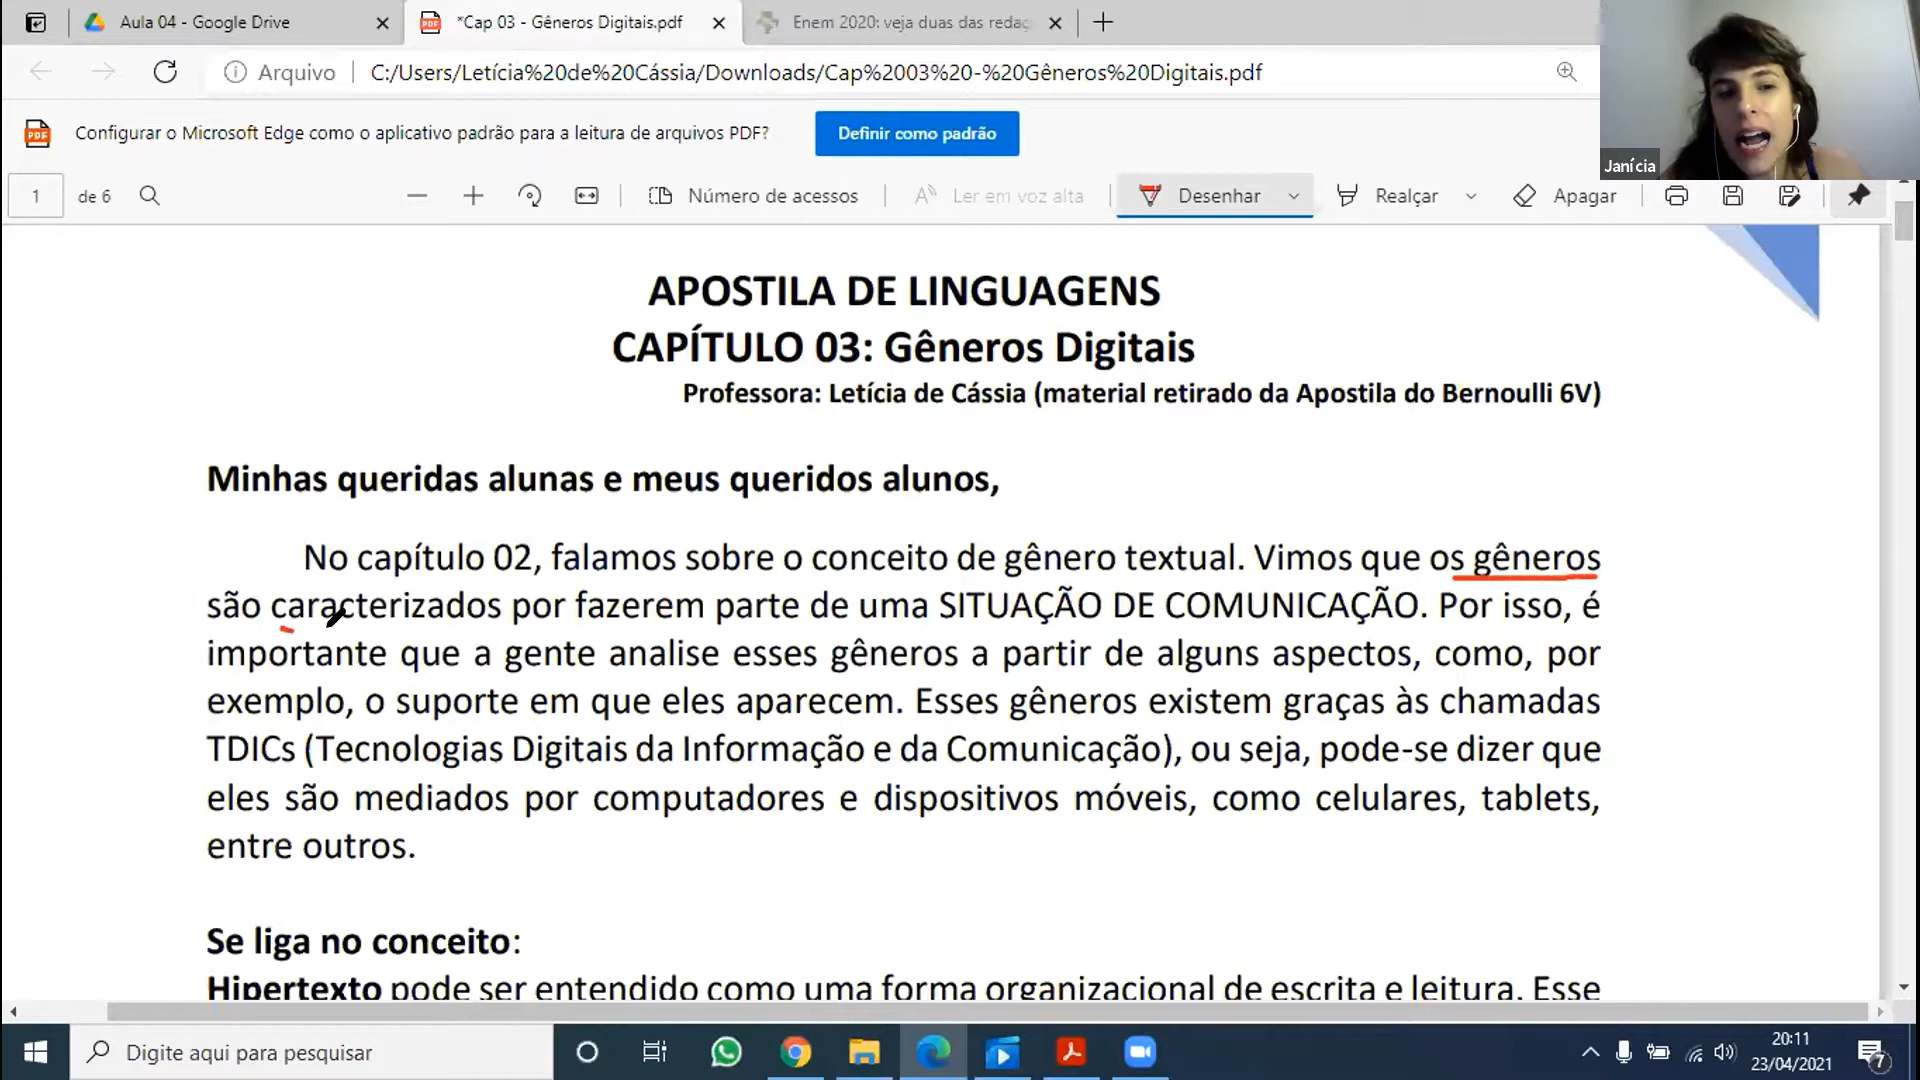 Aula 04 - Google Drive
*Cap 03 - Gêneros Digitais.pdf
Enem 2020: veja duas das redaç
Arquivo
C:/Users/Letícia%20de%20Cássia/Downloads/Cap%2003%20-%20Gêneros%20Digitais.pdf
Configurar o Microsoft Edge como o aplicativo padrão para a leitura de arquivos PDF?
Definir como padrão
Janícia
1 de 6
Número de acessos
Ler em voz alta
Desenhar
Realçar
Apagar
APOSTILA DE LINGUAGENS
CAPÍTULO 03: Gêneros Digitais
Professora: Letícia de Cássia (material retirado da Apostila do Bernoulli 6V)
Minhas queridas alunas e meus queridos alunos,
No capítulo 02, falamos sobre o conceito de gênero textual. Vimos que os gêneros
são caracterizados por fazerem parte de uma SITUAÇÃO DE COMUNICAÇÃO. Por isso, é
importante que a gente analise esses gêneros a partir de alguns aspectos, como, por
exemplo, o suporte em que eles aparecem. Esses gêneros existem graças às chamadas
TDICs (Tecnologias Digitais da Informação e da Comunicação), ou seja, pode-se dizer que
eles são mediados por computadores e dispositivos móveis, como celulares, tablets,
entre outros.
Se liga no conceito:
Hipertexto pode ser entendido como uma forma organizacional de escrita e leitura. Esse
Digite aqui para pesquisar
20:11
23/04/2021
7